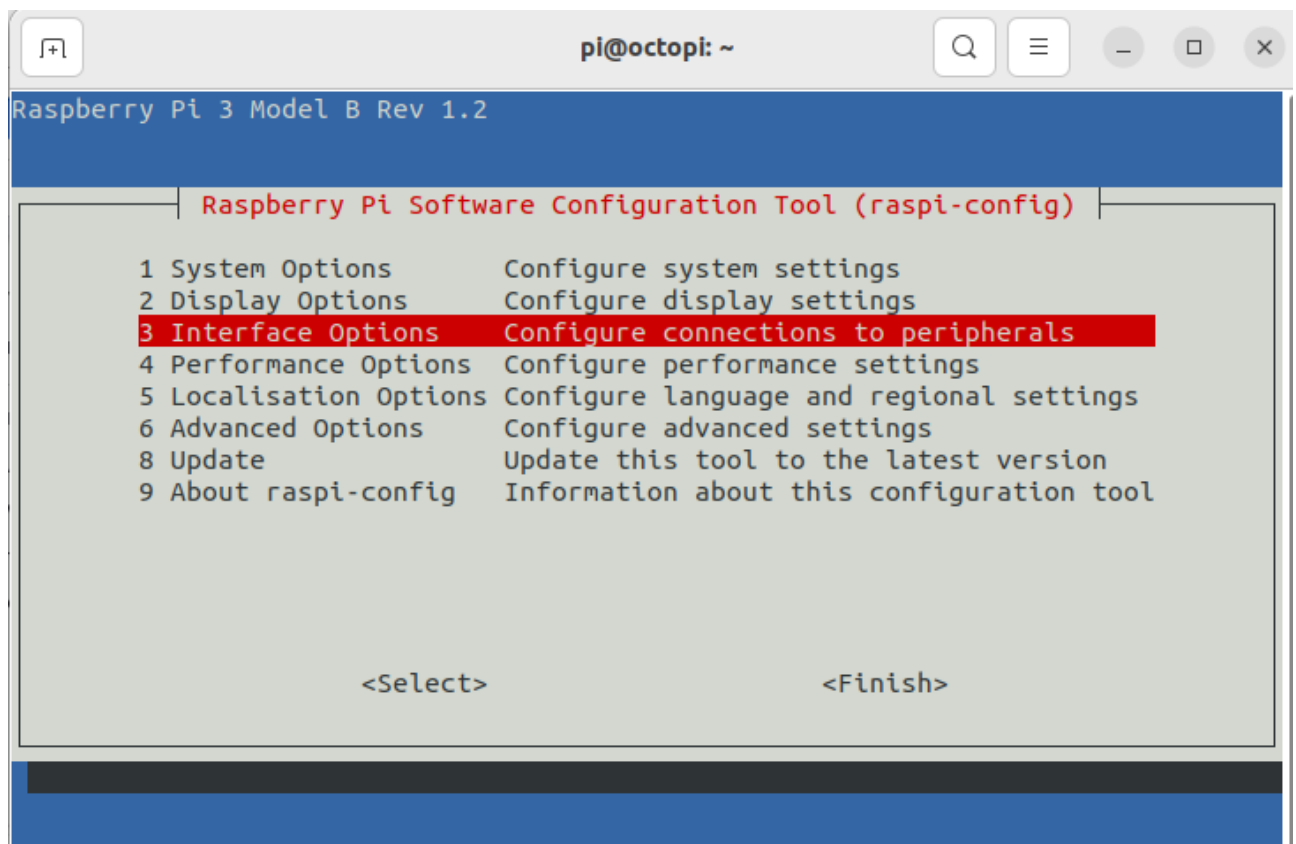 pi@octopi: ~
Raspberry Pi 3 Model B Rev 1.2
Raspberry Pi Software Configuration Tool (raspi-config)
1 System Options Configure system settings
2 Display Options Configure display settings
3 Interface Options Configure connections to peripherals
4 Performance Options Configure performance settings
5 Localisation Options Configure language and regional settings
6 Advanced Options Configure advanced settings
8 Update Update this tool to the latest version
9 About raspi-config Information about this configuration tool
<Select> <Finish>